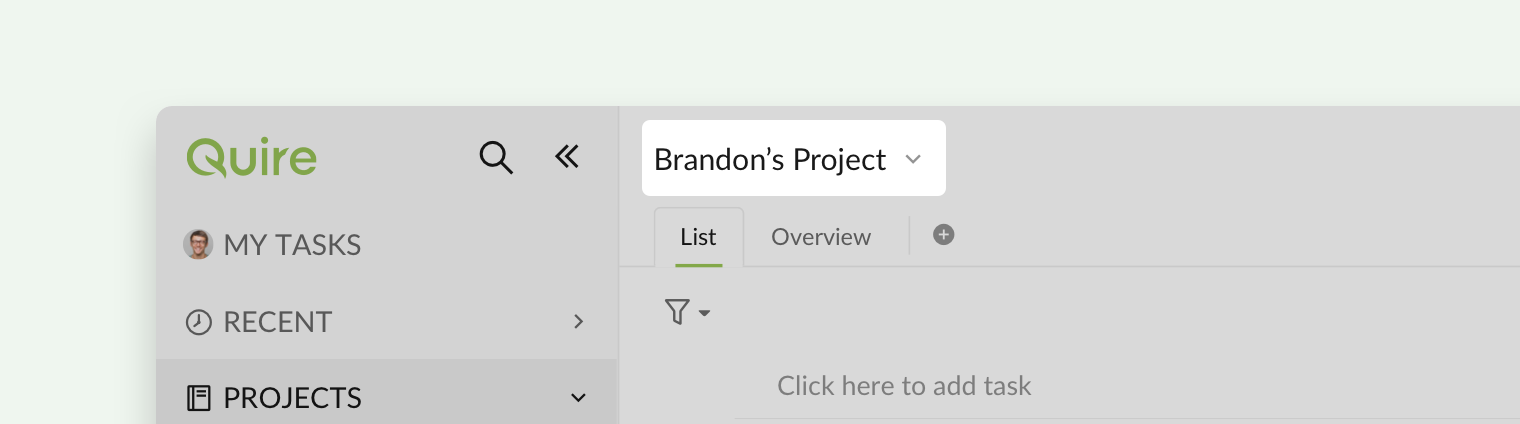 Quire
MY TASKS
RECENT
PROJECTS
Brandon’s Project
List
Overview
Click here to add task